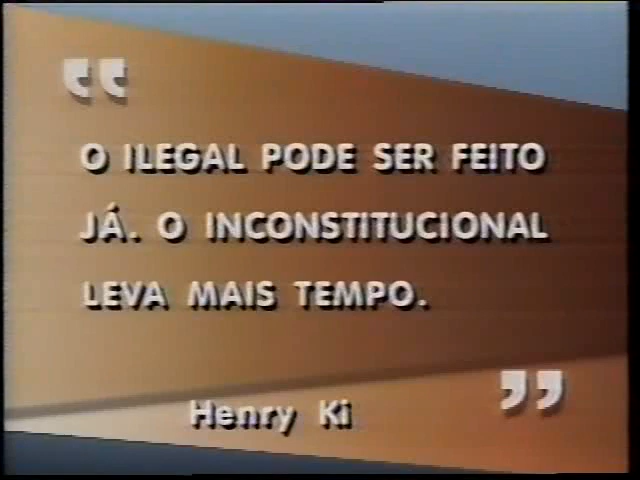 “
O ILEGAL PODE SER FEITO
JÁ. O INCONSTITUCIONAL
LEVA MAIS TEMPO.
”
Henry Ki